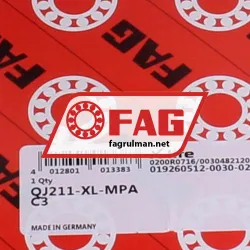 FAG
FAG
fagrulman.net
0200R0716/0030482120
4 012801 013383
019260512-0030-02
1 Qty
QJ211-XL-MPA
C3
MADE IN GERMANY